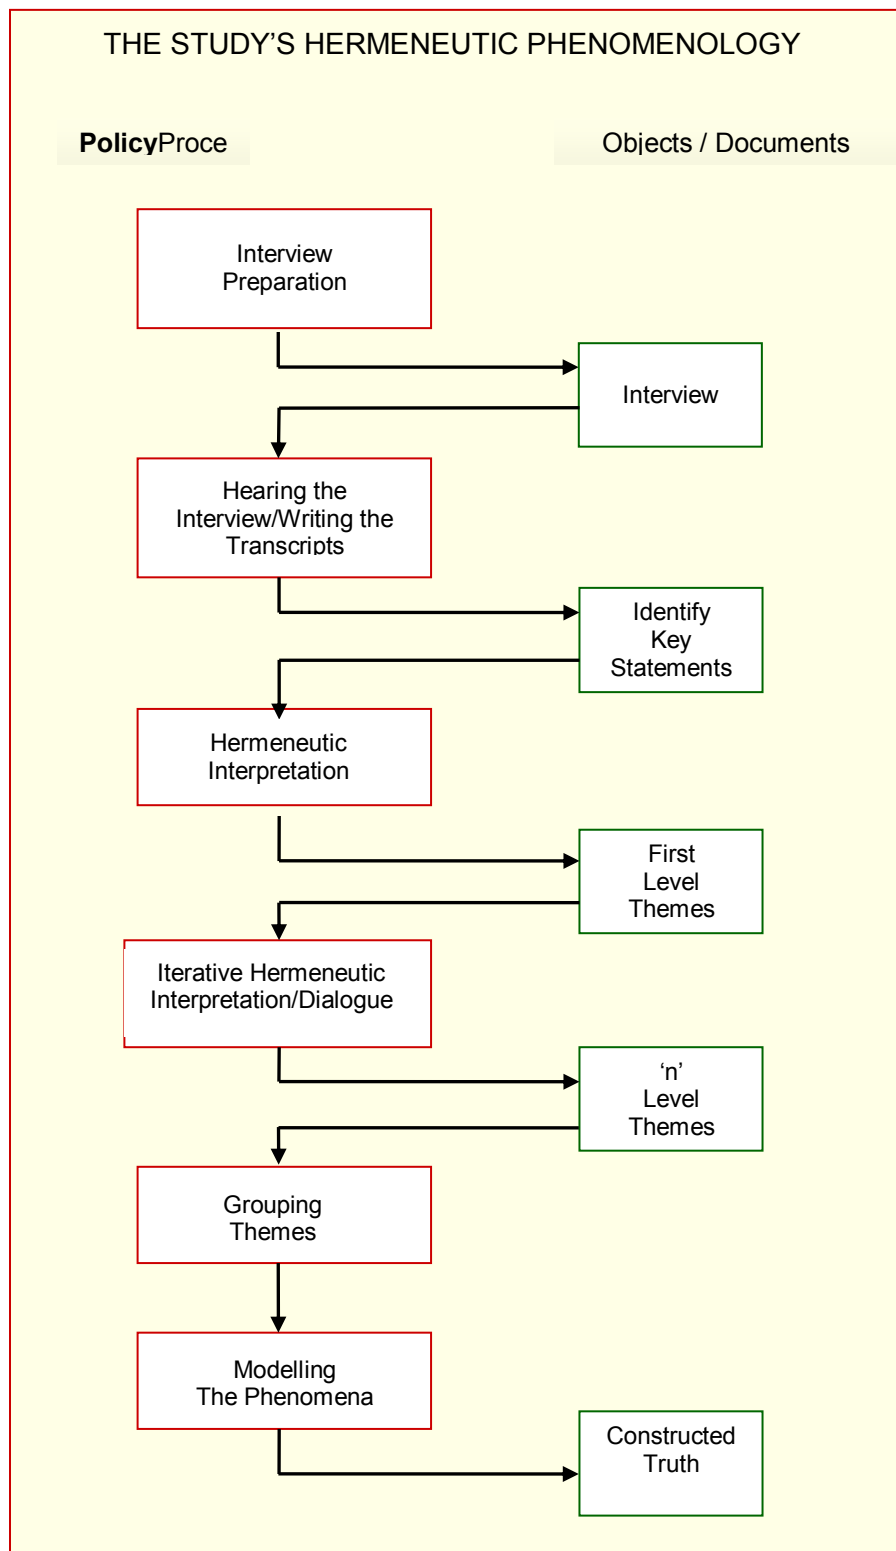 THE STUDY’S HERMENEUTIC PHENOMENOLOGY
PolicyProce
Objects / Documents
Interview
Preparation
Interview
Hearing the
Interview/Writing the
Transcripts
Identify
Key
Statements
Hermeneutic
Interpretation
First
Level
Themes
Iterative Hermeneutic
Interpretation/Dialogue
‘n’
Level
Themes
Grouping
Themes
Modelling
The Phenomena
Constructed
Truth